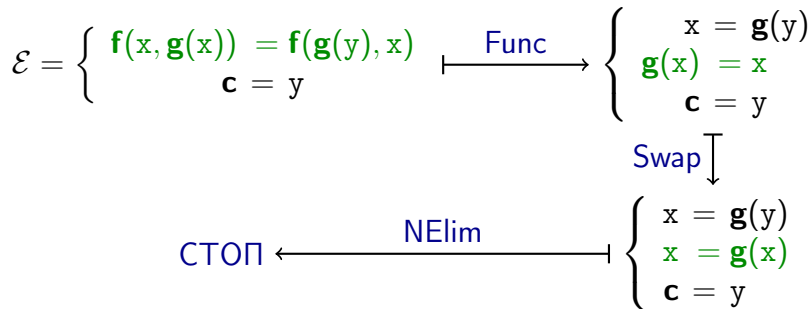 ℰ = { f(x, g(x)) = f(g(y), x)
c = y
Func
x = g(y)
g(x) = x
c = y
Swap
x = g(y)
x = g(x)
c = y
NElim
СТОП